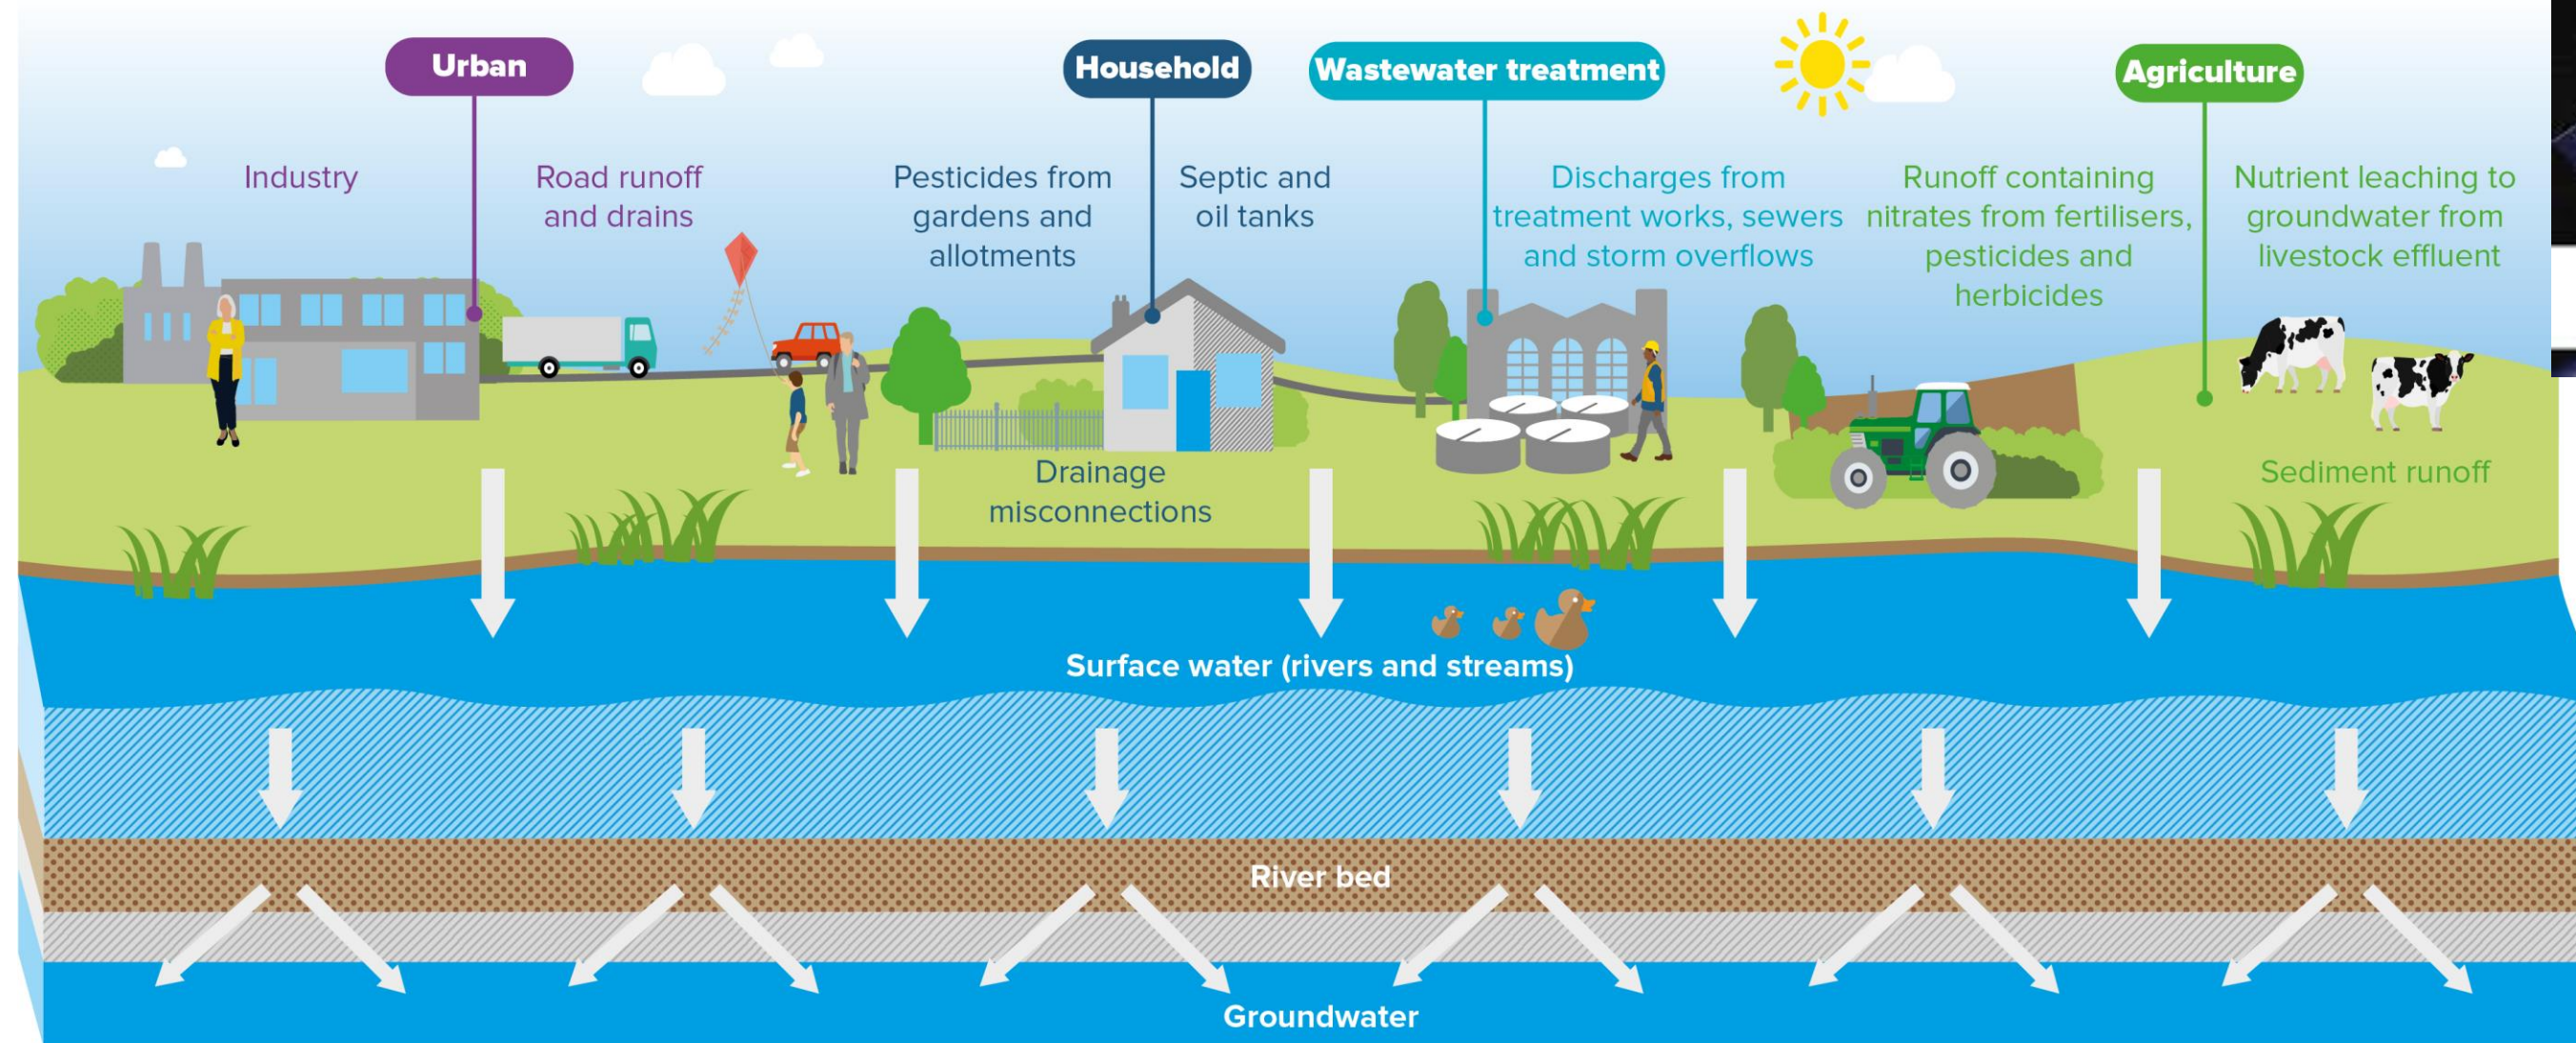 Urban
Household
Wastewater treatment
Agriculture
Industry
Road runoff
and drains
Pesticides from
gardens and
allotments
Septic and
oil tanks
Discharges from
treatment works, sewers
and storm overflows
Runoff containing
nitrates from fertilisers,
pesticides and
herbicides
Nutrient leaching to
groundwater from
livestock effluent
Drainage
misconnections
Sediment runoff
Surface water (rivers and streams)
River bed
Groundwater